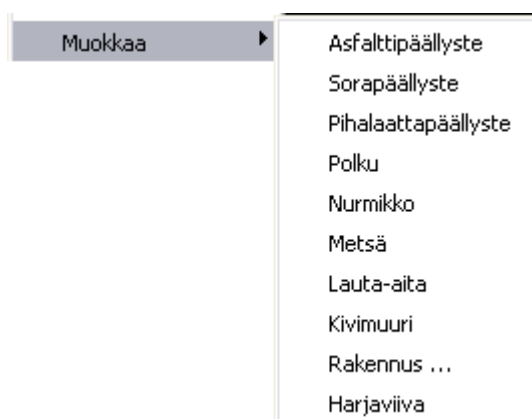 Muokkaa
Asfalttipäällyste
Sorapäällyste
Pihalaattapäällyste
Polku
Nurmikko
Metsä
Lauta-aita
Kivimuuri
Rakennus ...
Harjaviiva